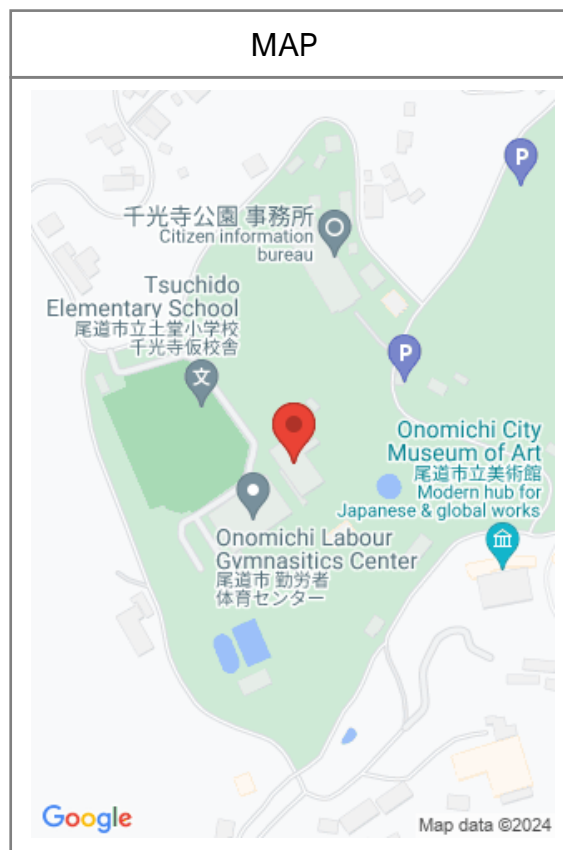 MAP
P
千光寺公園 事務所
Citizen information
bureau
Tsuchido
Elementary School
尾道市立土堂小学校
千光寺仮校舎
文
P
Onomichi City
Museum of Art
尾道市立美術館
Modern hub for
Japanese & global works
Onomichi Labour
Gymnasitics Center
尾道市 勤労者
体育センター
Google
Map data ©2024